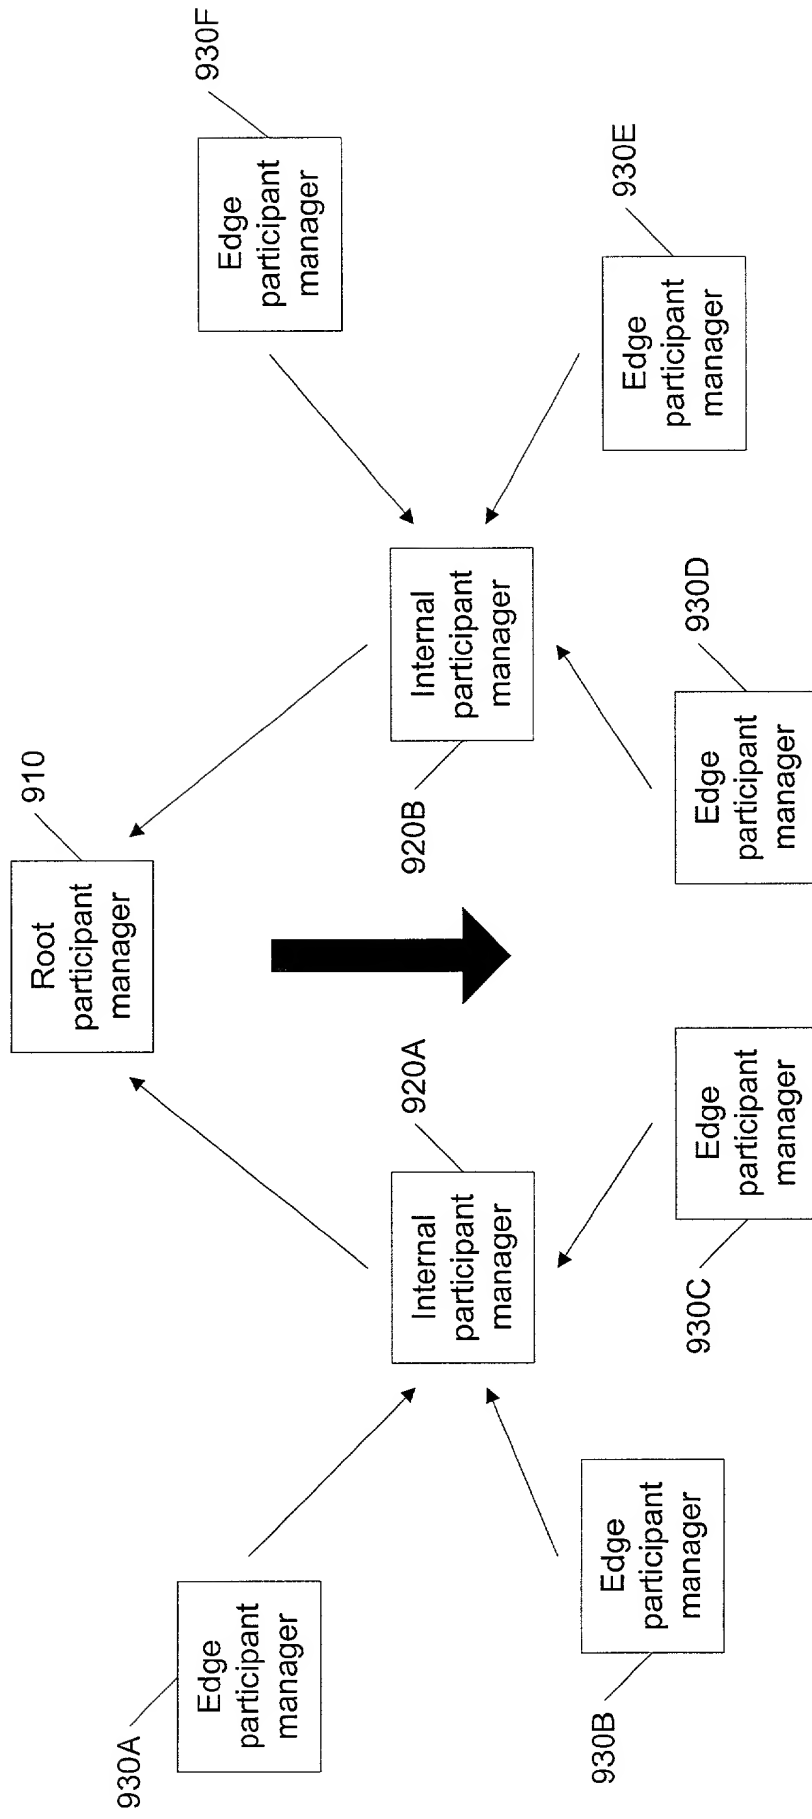 910
Root
participant
manager
920A
Internal
participant
manager
920B
Internal
participant
manager
930A
Edge
participant
manager
930B
Edge
participant
manager
930C
Edge
participant
manager
930D
Edge
participant
manager
930E
Edge
participant
manager
930F
Edge
participant
manager